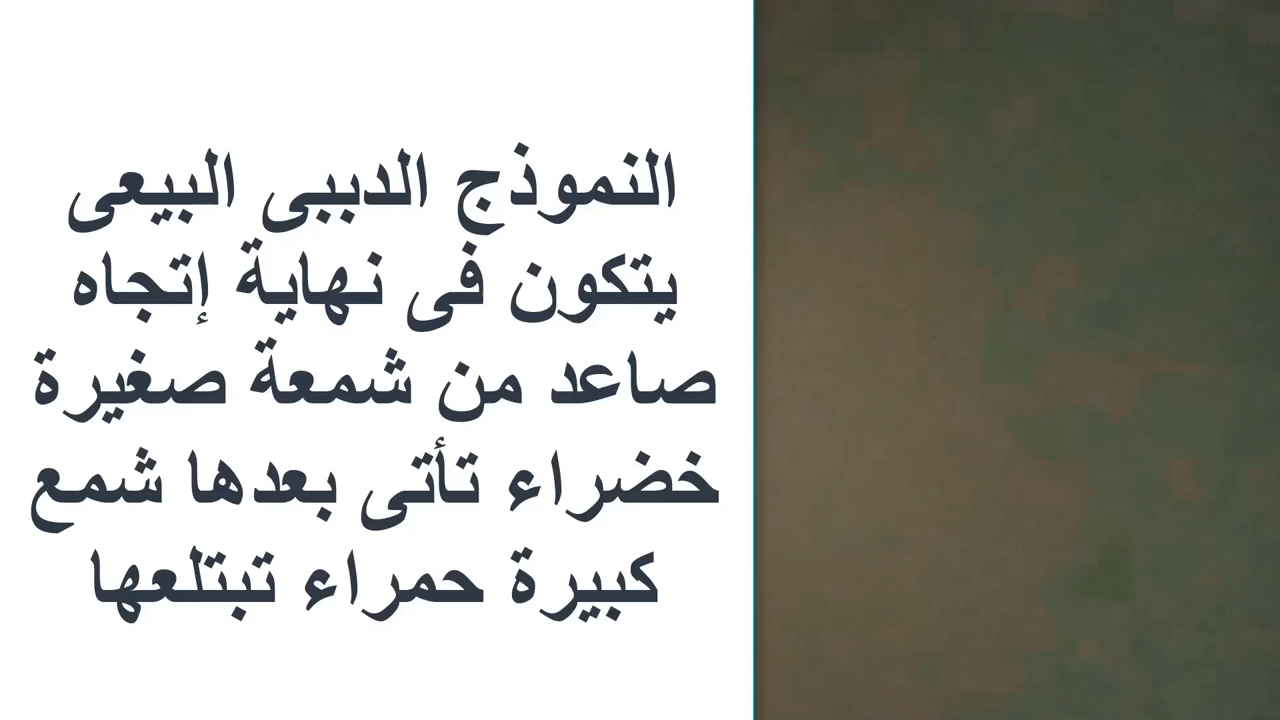 النموذج الدببى البيعى
يتكون فى نهاية إتجاه
صاعد من شمعة صغيرة
خضراء تأتى بعدها شمع
كبيرة حمراء تبتلعها